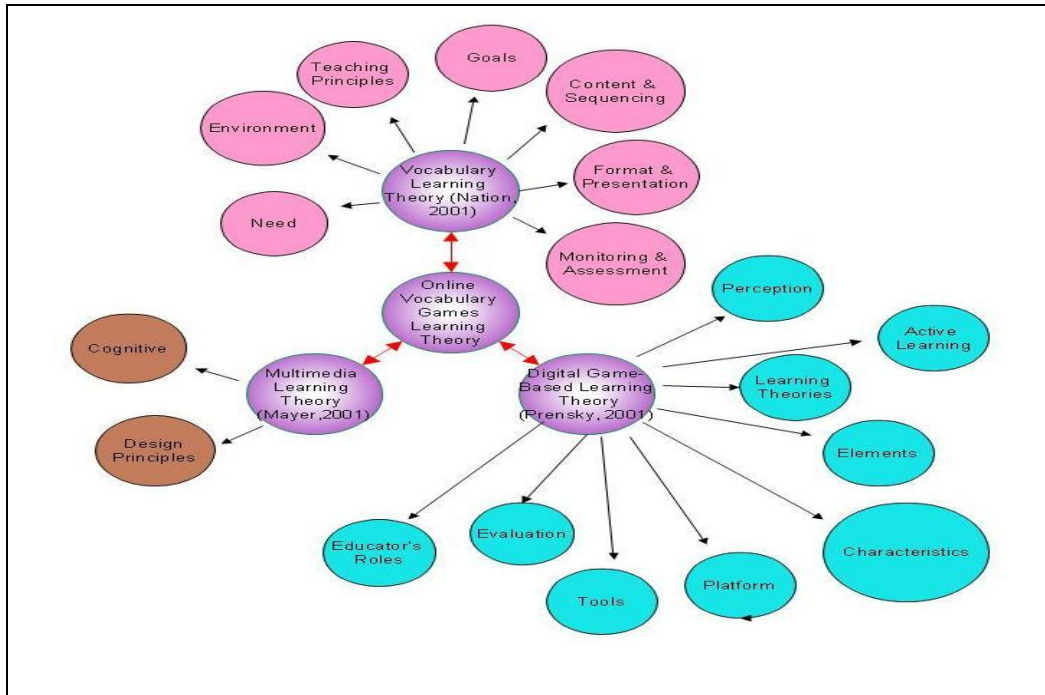 Goals
Teaching
Principles
Content &
Sequencing
Environment
Vocabulary
Learning
Theory (Nation,
2001)
Format &
Presentation
Need
Monitoring &
Assessment
Online
Vocabulary
Games
Learning
Theory
Perception
Active
Learning
Cognitive
Multimedia
Learning
Theory
(Mayer,2001)
Digital Game-
Based Learning
Theory
(Prensky, 2001)
Learning
Theories
Design
Principles
Elements
Educator's
Roles
Evaluation
Characteristics
Tools
Platform